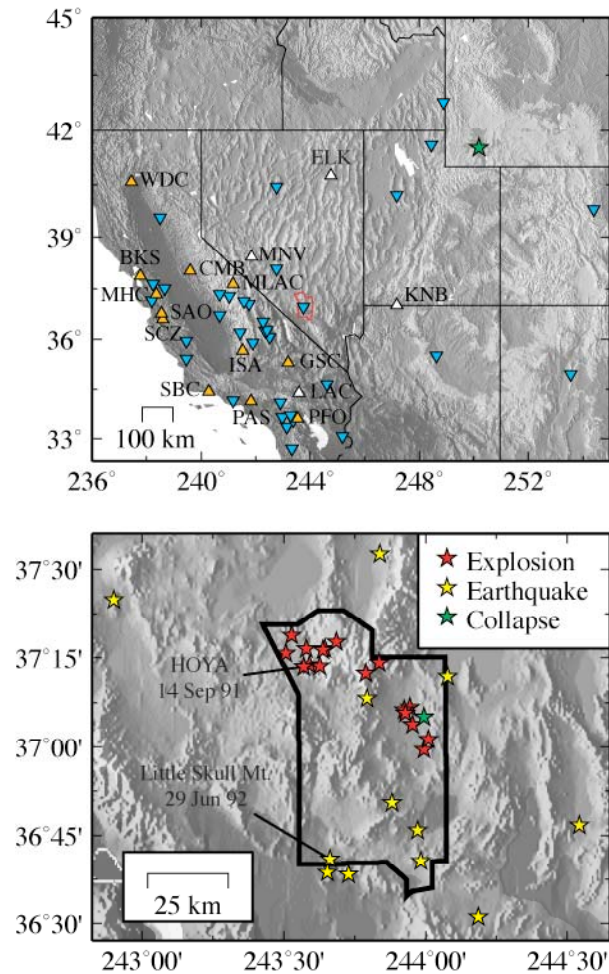 45°
42°
39°
36°
33°
236°
240°
244°
248°
252°
ELK
WDC
MNV
BKS
CMB
MLAC
KNB
MHC
SAO
SCZ
ISA
GSC
SBC
LAC
PAS
PFO
100 km
37°30'
37°15'
37°00'
36°45'
36°30'
Explosion
Earthquake
Collapse
HOYA
14 Sep 91
Little Skull Mt.
29 Jun 92
25 km
243°00'
243°30'
244°00'
244°30'